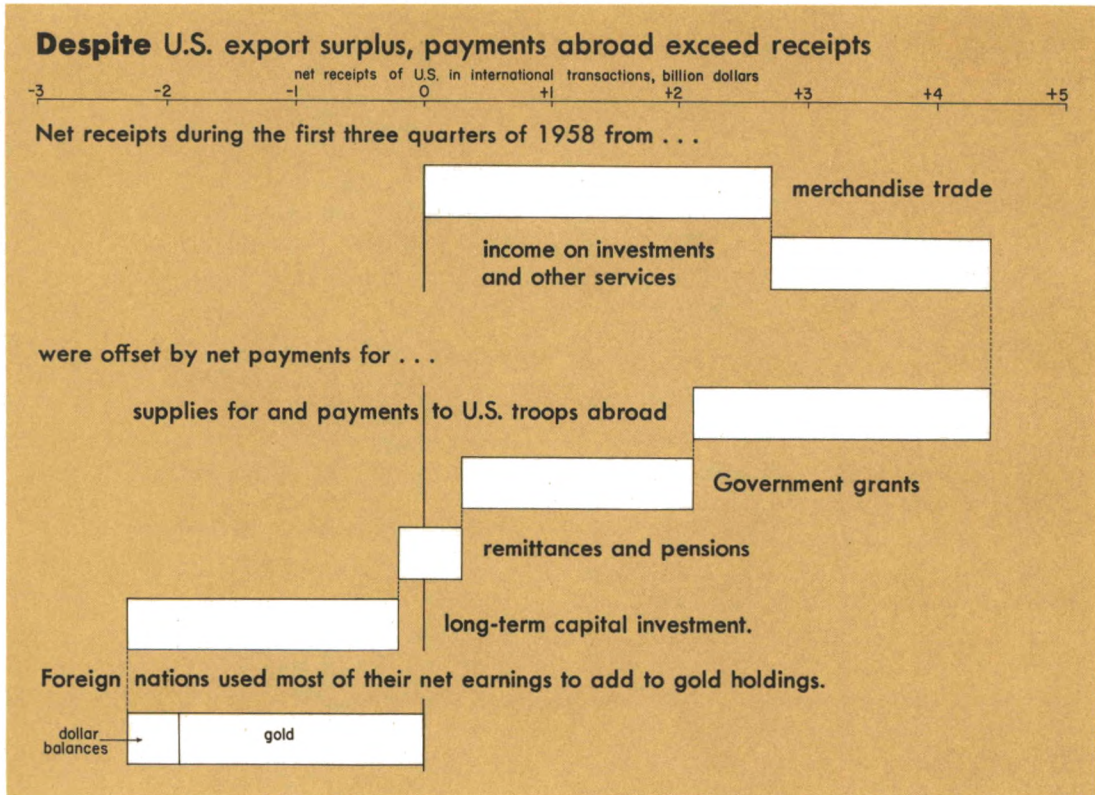 Despite U.S. export surplus, payments abroad exceed receipts
net receipts of U.S. in international transactions, billion dollars
-3 -2 -1 0 +1 +2 +3 +4 +5
Net receipts during the first three quarters of 1958 from . . .
merchandise trade
income on investments
and other services
were offset by net payments for . . .
supplies for and payments to U.S. troops abroad
Government grants
remittances and pensions
long-term capital investment.
Foreign nations used most of their net earnings to add to gold holdings.
dollar
balances
gold